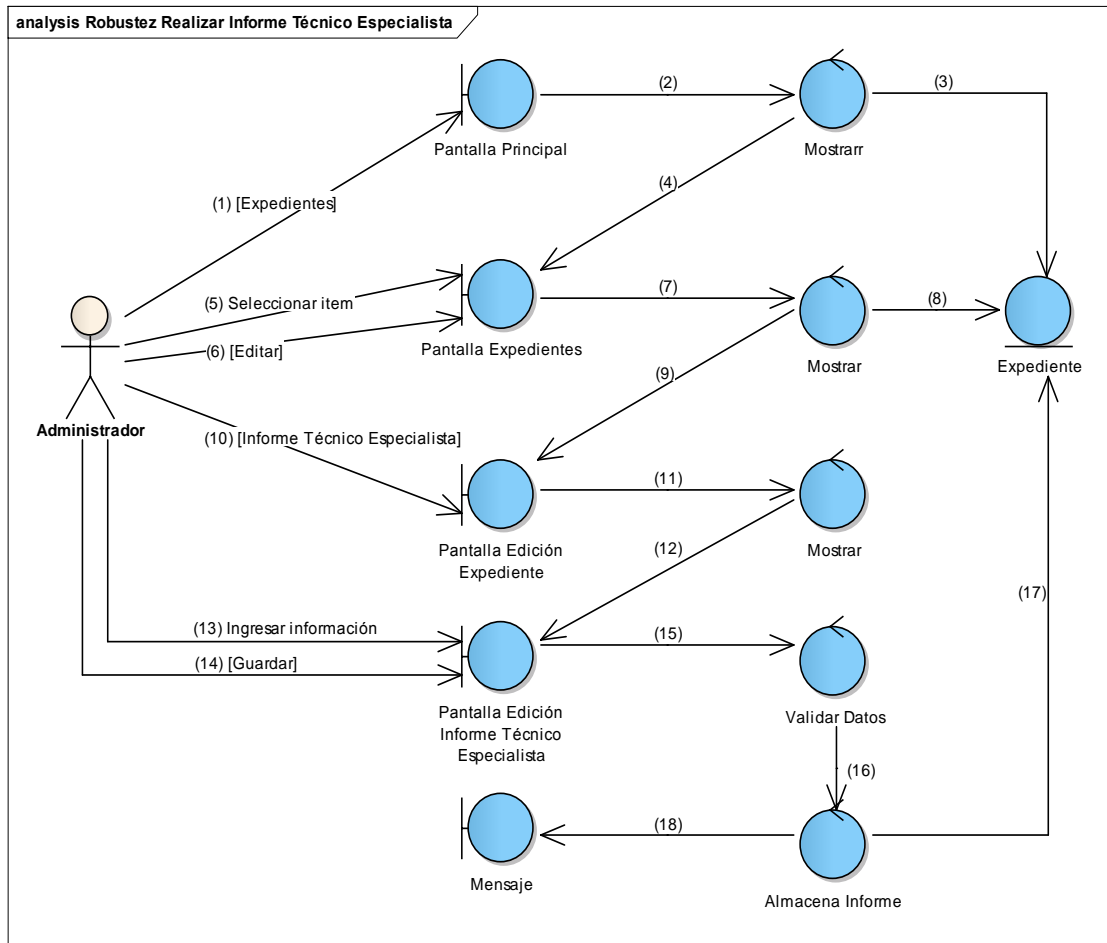 analysis Robustez Realizar Informe Técnico Especialista
(2)
(3)
Pantalla Principal
Mostrarr
(1) [Expedientes]
(4)
(5) Seleccionar item
(7)
(8)
(6) [Editar]
Pantalla Expedientes
Mostrar
Expediente
(9)
Administrador
(10) [Informe Técnico Especialista]
(11)
Pantalla Edición
Expediente
Mostrar
(12)
(17)
(13) Ingresar información
(15)
(14) [Guardar]
Pantalla Edición
Informe Técnico
Especialista
Validar Datos
(16)
(18)
Mensaje
Almacena Informe